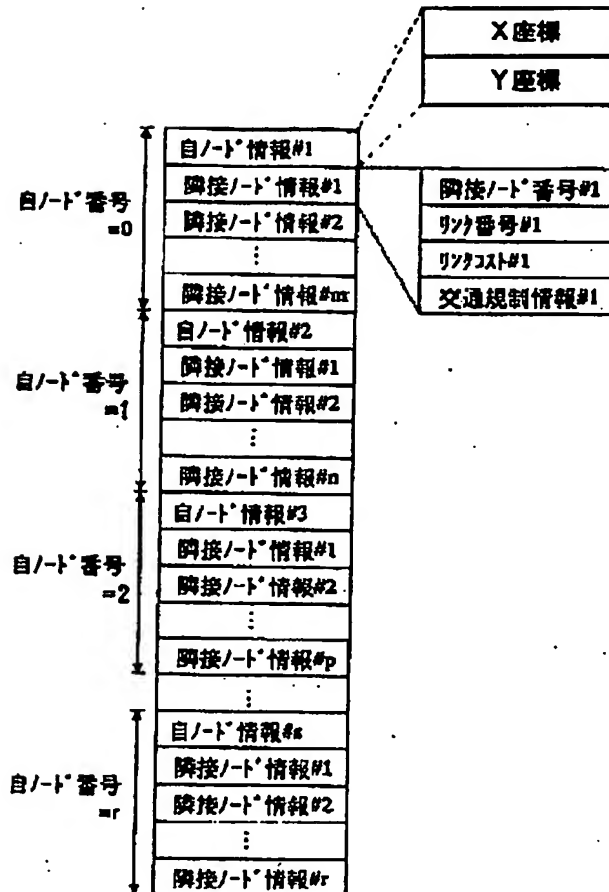 X座標
Y座標
自ノード情報#1
隣接ノード情報#1
隣接ノード情報#2
⋮
隣接ノード情報#m
自ノード番号
=0
隣接ノード番号#1
リンク番号#1
リンクコスト#1
交通規制情報#1
自ノード情報#2
隣接ノード情報#1
隣接ノード情報#2
⋮
隣接ノード情報#n
自ノード番号
=1
自ノード情報#3
隣接ノード情報#1
隣接ノード情報#2
⋮
隣接ノード情報#p
自ノード番号
=2
⋮
自ノード情報
隣接ノード情報#1
隣接ノード情報#2
⋮
隣接ノード情報#r
自ノード番号
=r